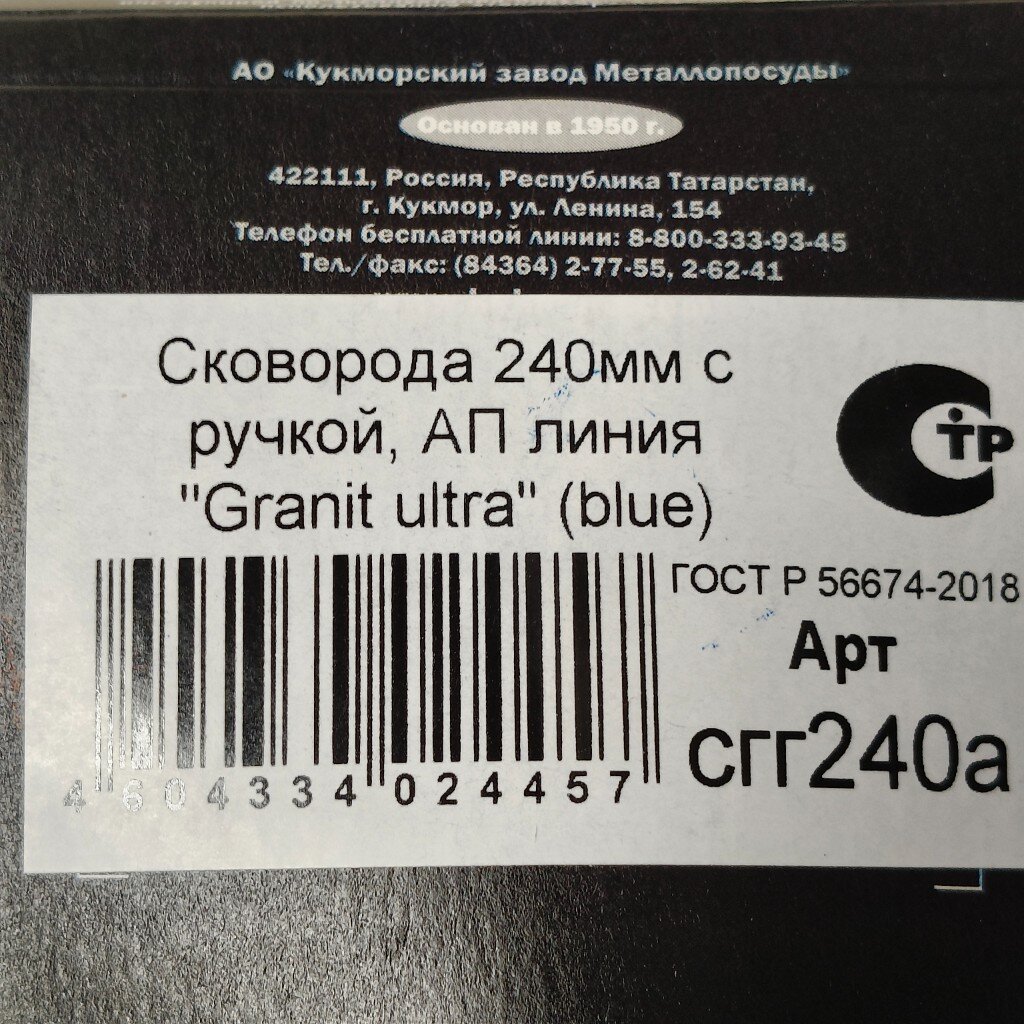 АО «Кукморский завод Металлопосуды»
Основан в 1950 г.
422111, Россия, Республика Татарстан,
г. Кукмор, ул. Ленина, 154
Телефон бесплатной линии: 8-800-333-93-45
Тел./факс: (84364) 2-77-55, 2-62-41
Сковорода 240мм с
ручкой, АП линия
"Granit ultra" (blue)
СТР
ГОСТ Р 56674-2018
Арт
сгг240а
4 604334 024457